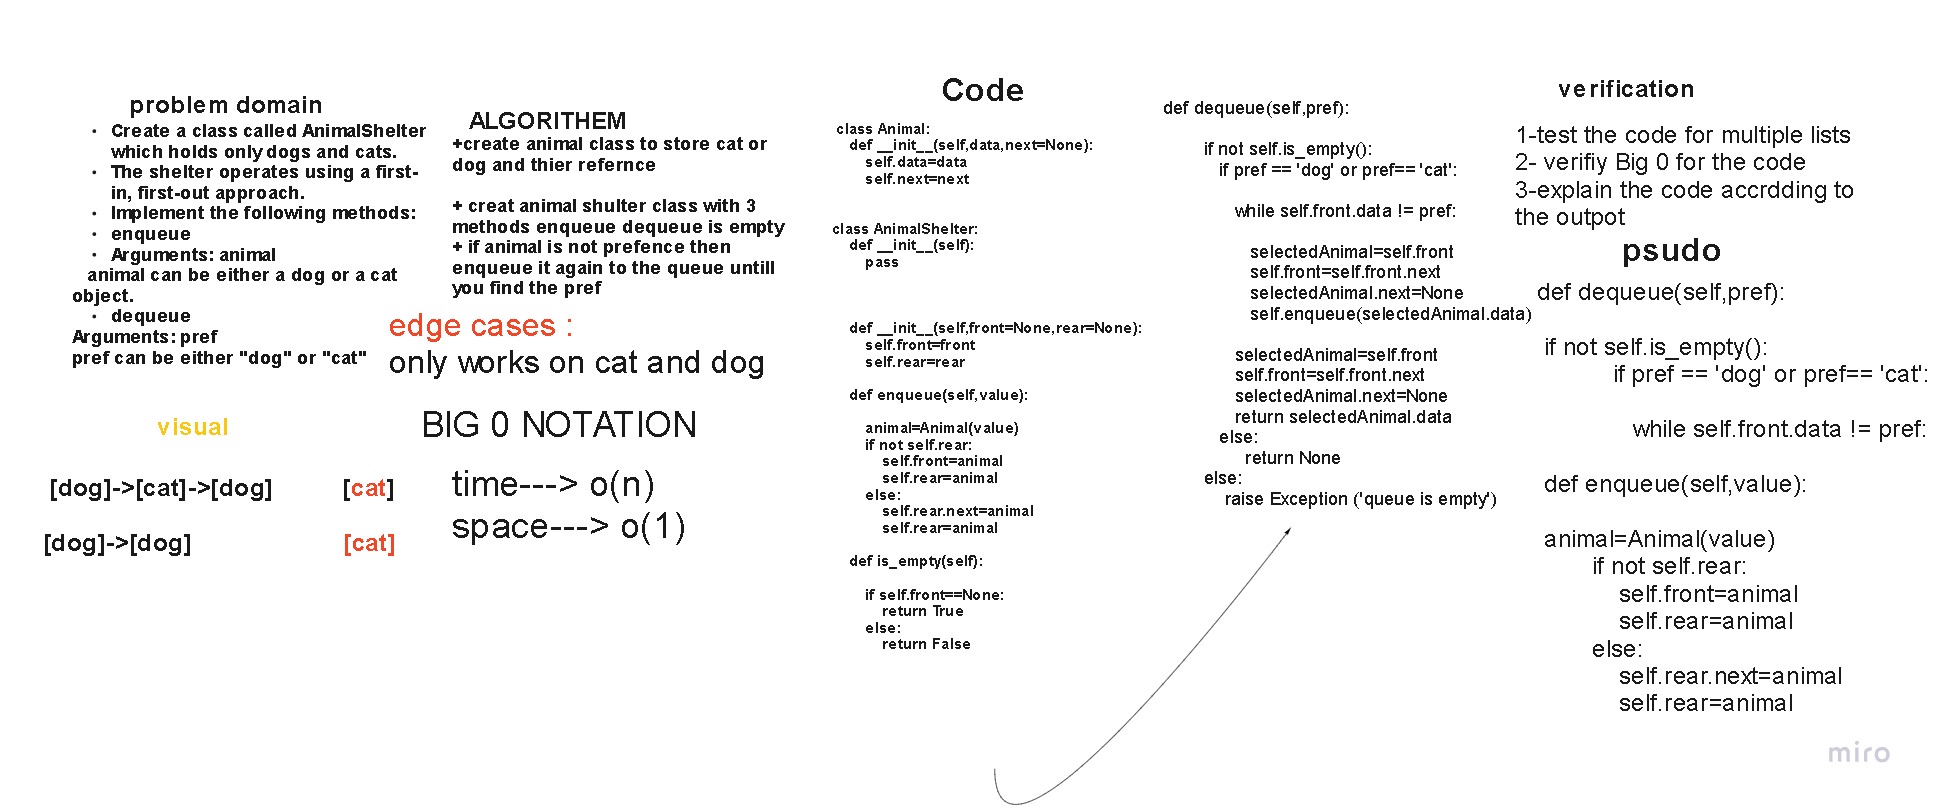 problem domain
• Create a class called AnimalShelter
which holds only dogs and cats.
• The shelter operates using a first-
in, first-out approach.
• Implement the following methods:
• enqueue
• Arguments: animal
animal can be either a dog or a cat
object.
• dequeue
Arguments: pref
pref can be either "dog" or "cat"
visual
[dog]->[cat]->[dog] [cat]
[dog]->[dog] [cat]
ALGORITHEM
+create animal class to store cat or
dog and thier refernce
+ creat animal shulter class with 3
methods enqueue dequeue is empty
+ if animal is not prefence then
enqueue it again to the queue untill
you find the pref
edge cases :
only works on cat and dog
BIG 0 NOTATION
time---> o(n)
space---> o(1)
Code
class Animal:
def __init__(self,data,next=None):
self.data=data
self.next=next
class AnimalShelter:
def __init__(self):
pass
def __init__(self,front=None,rear=None):
self.front=front
self.rear=rear
def enqueue(self,value):
animal=Animal(value)
if not self.rear:
self.front=animal
self.rear=animal
else:
self.rear.next=animal
self.rear=animal
def is_empty(self):
if self.front==None:
return True
else:
return False
def dequeue(self,pref):
if not self.is_empty():
if pref == 'dog' or pref== 'cat':
while self.front.data != pref:
selectedAnimal=self.front
self.front=self.front.next
selectedAnimal.next=None
self.enqueue(selectedAnimal.data)
selectedAnimal=self.front
self.front=self.front.next
selectedAnimal.next=None
return selectedAnimal.data
else:
return None
else:
raise Exception ('queue is empty')
verification
1-test the code for multiple lists
2- verifiy Big 0 for the code
3-explain the code accrdding to
the outpot
psudo
def dequeue(self,pref):
if not self.is_empty():
if pref == 'dog' or pref== 'cat':
while self.front.data != pref:
def enqueue(self,value):
animal=Animal(value)
if not self.rear:
self.front=animal
self.rear=animal
else:
self.rear.next=animal
self.rear=animal
miro